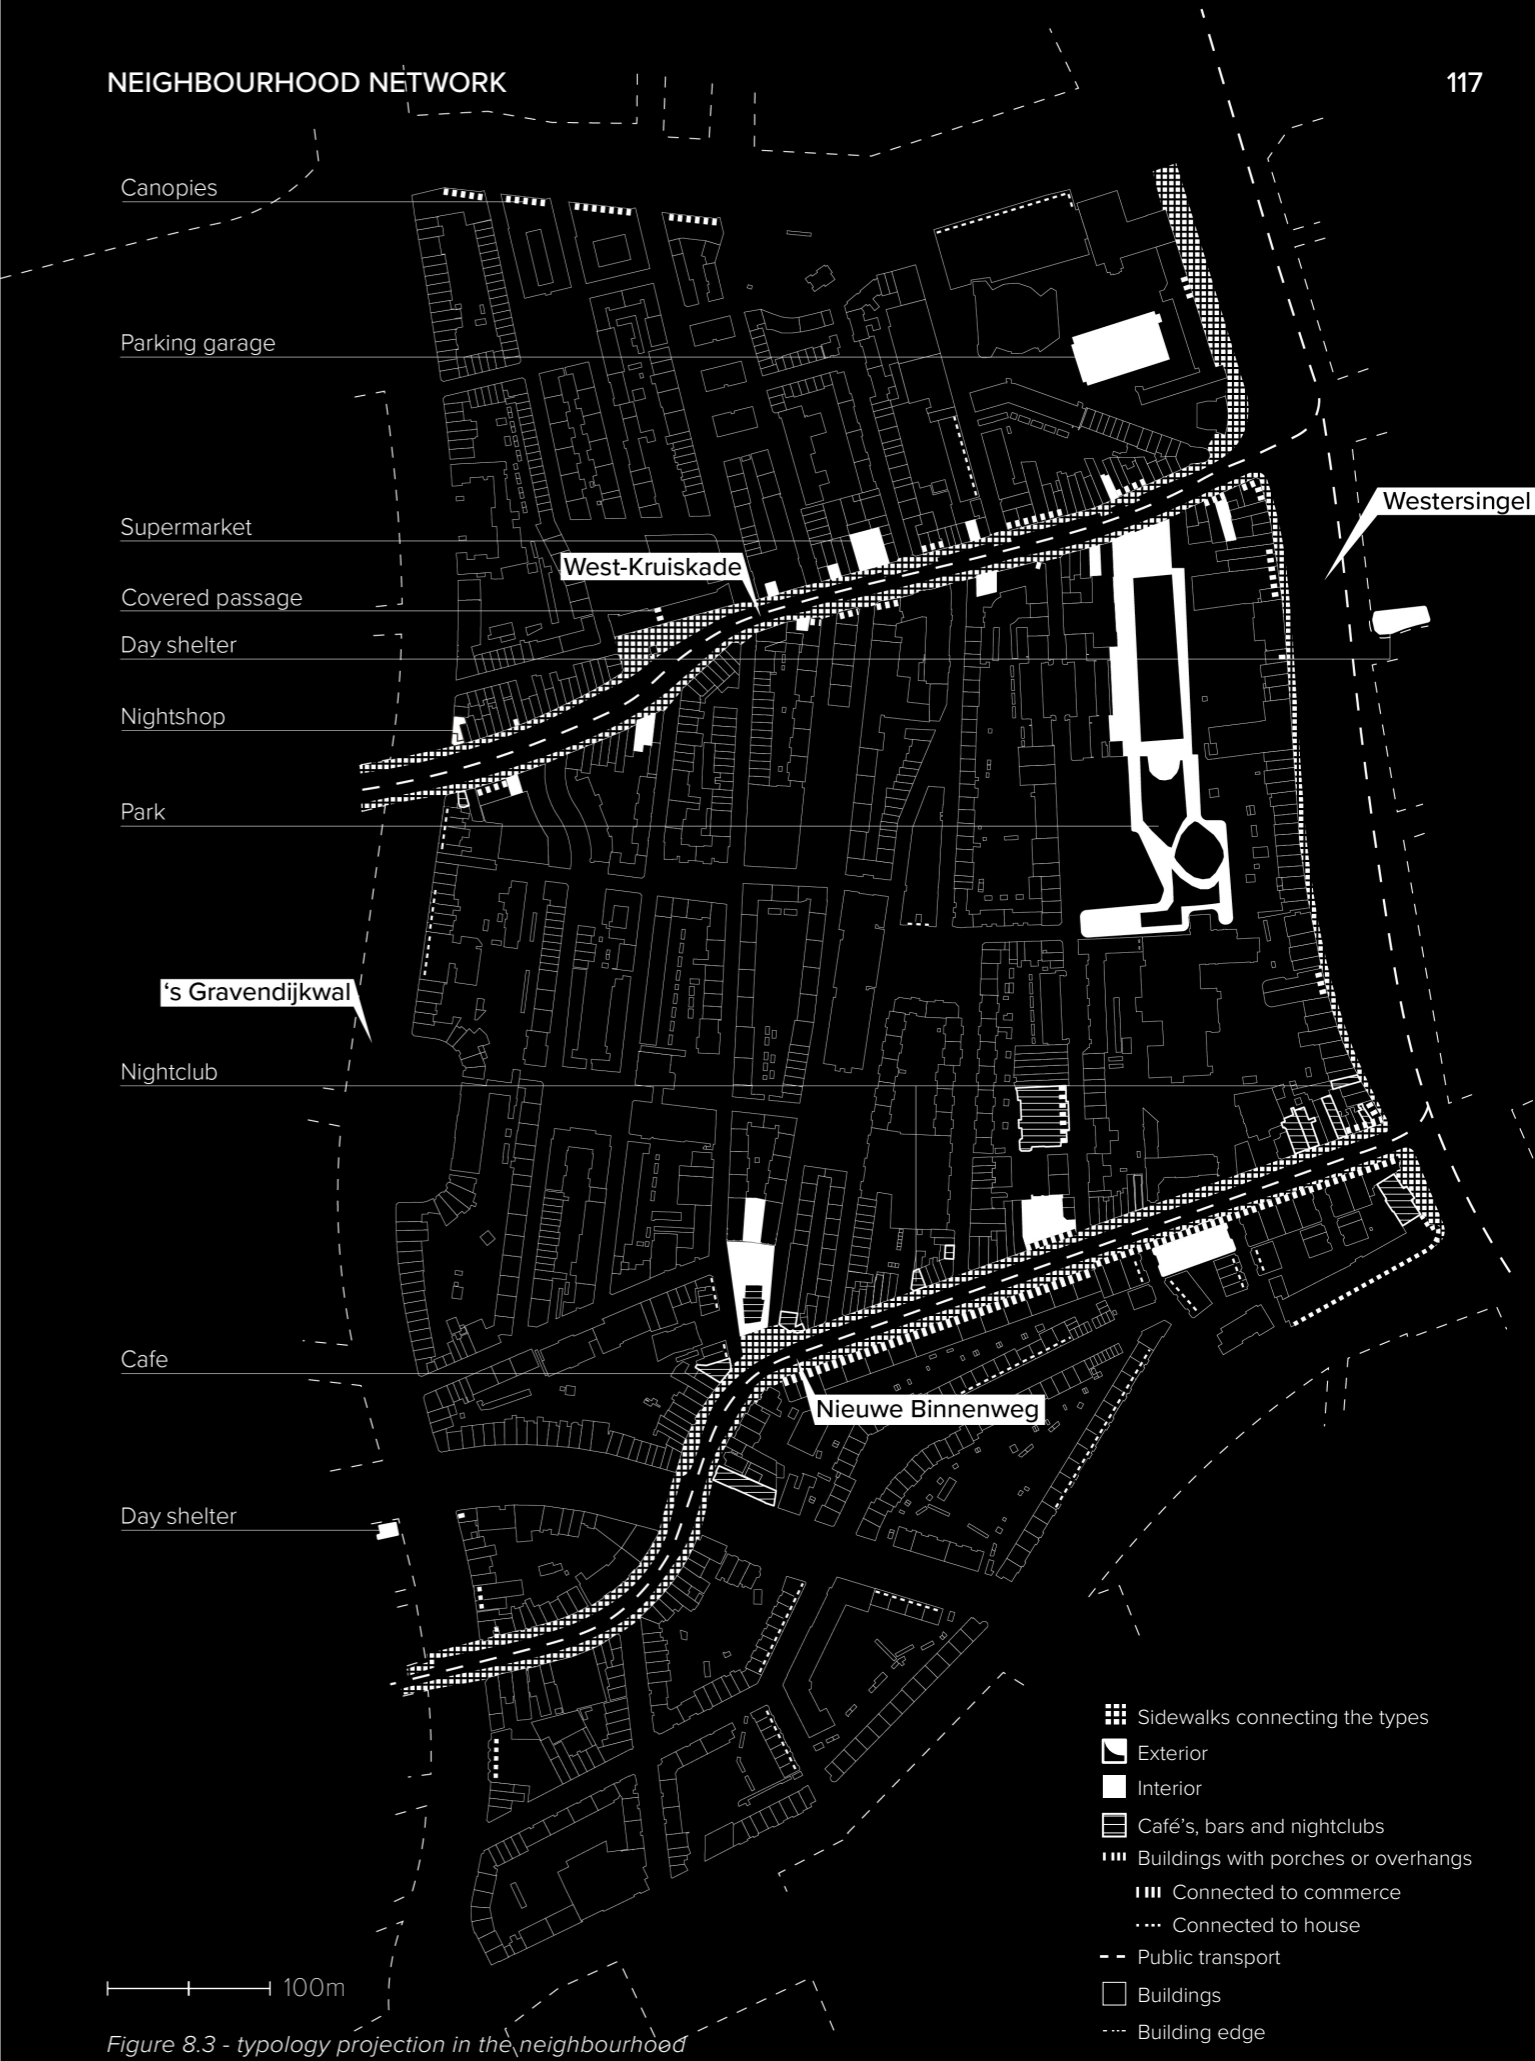 NEIGHBOURHOOD NETWORK
117
Canopies
Parking garage
Westersingel
Supermarket
West-Kruiskade
Covered passage
Day shelter
Nightshop
Park
‘s Gravendijkwal
Nightclub
Cafe
Nieuwe Binnenweg
Day shelter
Sidewalks connecting the types
Exterior
Interior
Café's, bars and nightclubs
Buildings with porches or overhangs
Connected to commerce
Connected to house
Public transport
Buildings
Building edge
100m
Figure 8.3 - typology projection in the neighbourhood